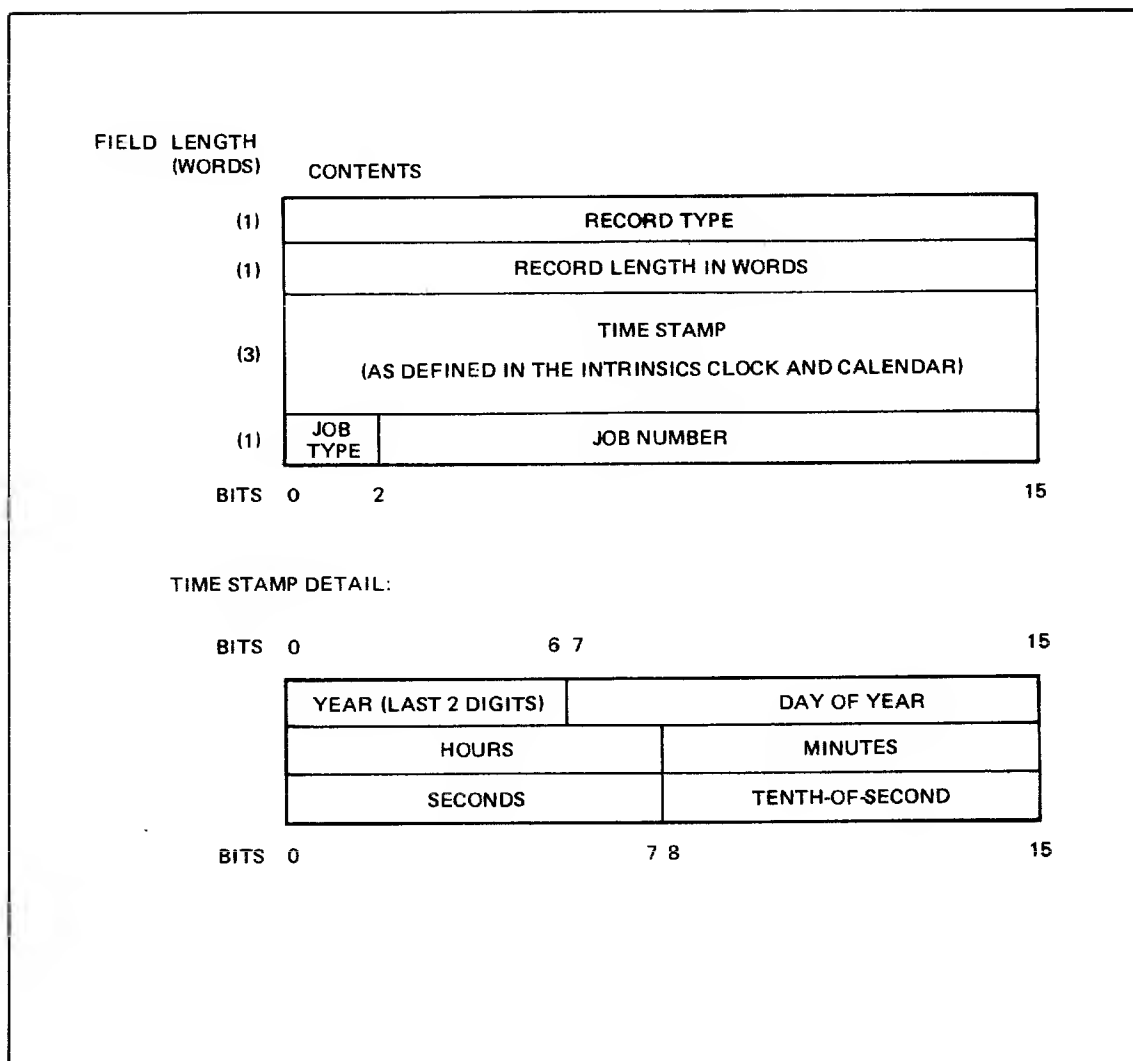 FIELD LENGTH
(WORDS) CONTENTS
(1) RECORD TYPE
(1) RECORD LENGTH IN WORDS
TIME STAMP
(3)
(AS DEFINED IN THE INTRINSICS CLOCK AND CALENDAR)
(1) JOB TYPE JOB NUMBER
BITS 0 2 15
TIME STAMP DETAIL:
BITS 0 6 7 15
YEAR (LAST 2 DIGITS) DAY OF YEAR
HOURS MINUTES
SECONDS TENTH-OF-SECOND
BITS 0 7 8 15